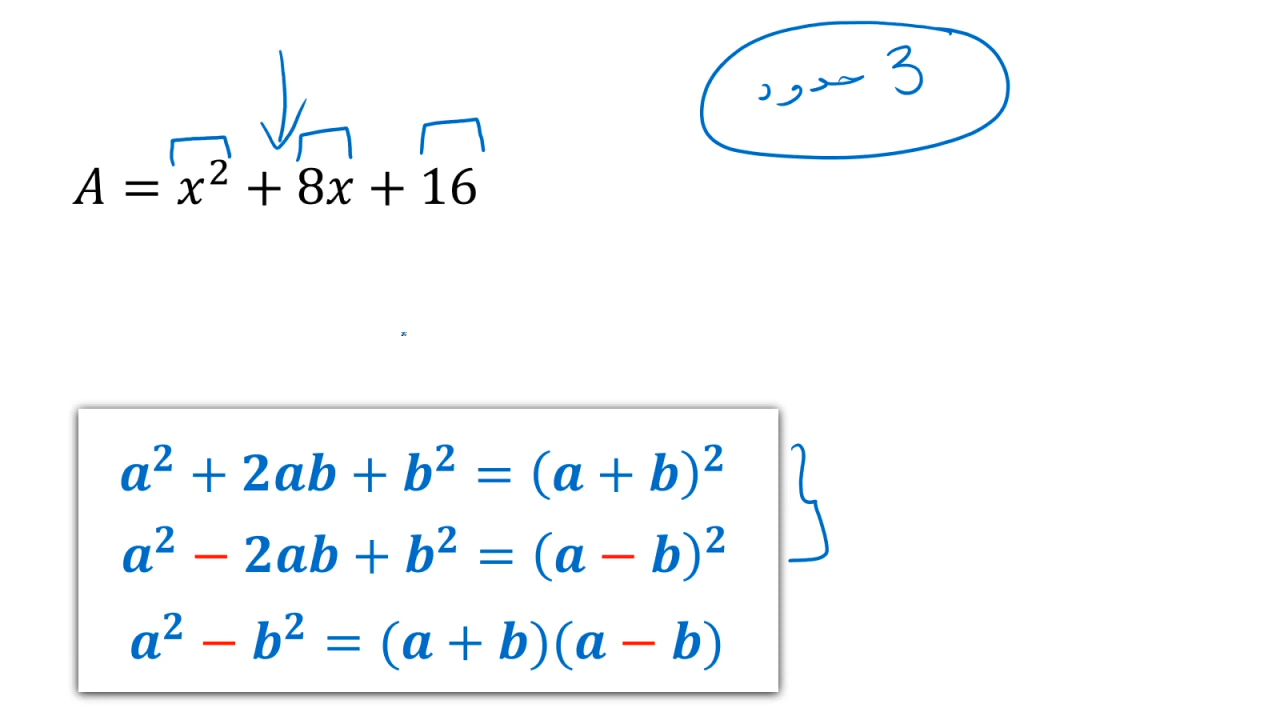 3 حدود
A = x² + 8x + 16
a² + 2ab + b² = (a + b)²
a² − 2ab + b² = (a − b)²
a² − b² = (a + b)(a − b)